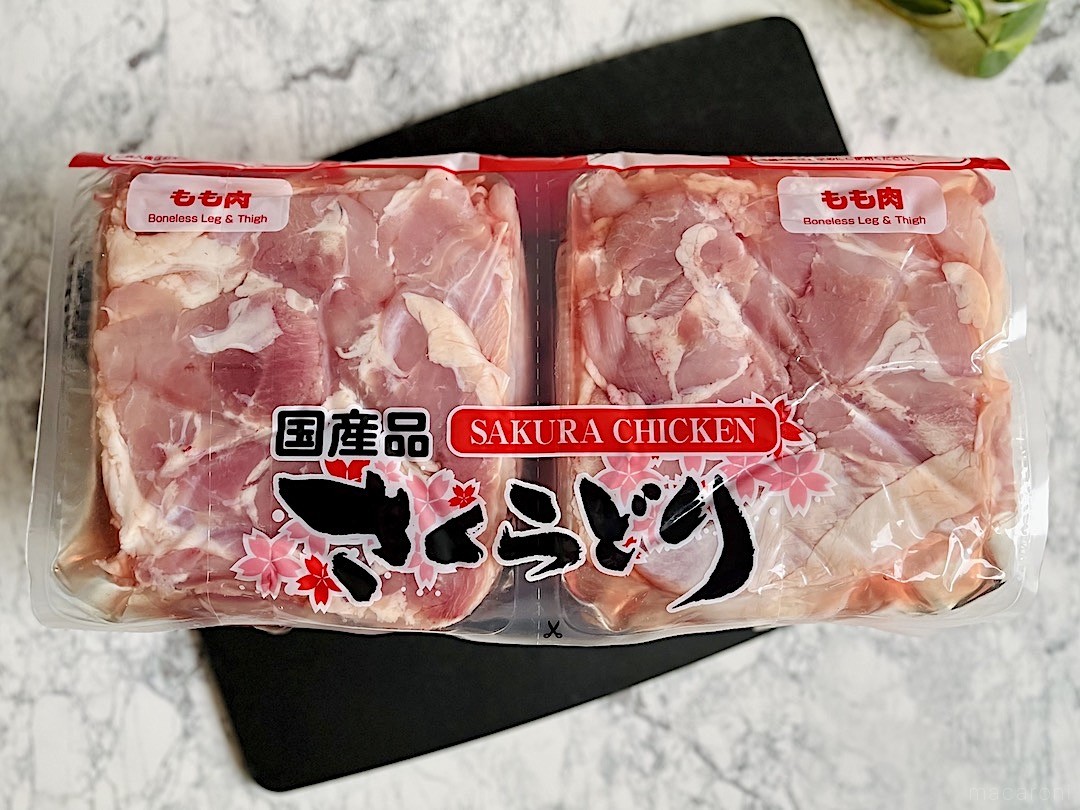 もも肉
Boneless Leg & Thigh
もも肉
Boneless Leg & Thigh
国産品
SAKURA CHICKEN
さくらどり
macaroni